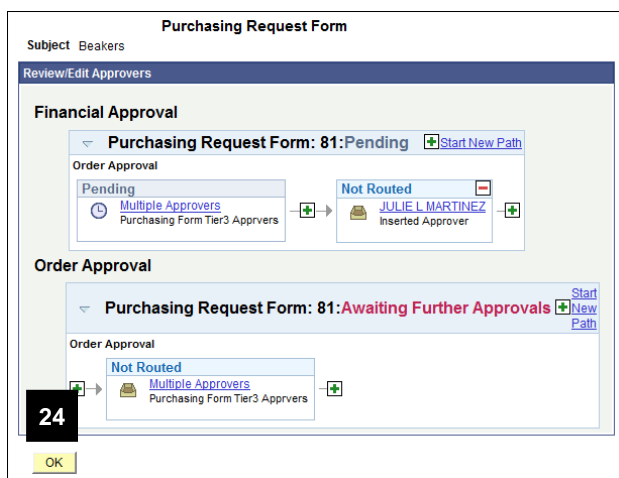 Purchasing Request Form
Subject Beakers
Review/Edit Approvers
Financial Approval
Purchasing Request Form: 81:Pending Start New Path
Order Approval
Pending
Multiple Approvers
Purchasing Form Tier3 Apprvers
Not Routed
JULIE L MARTINEZ
Inserted Approver
Order Approval
Purchasing Request Form: 81:Awaiting Further Approvals Start
New
Path
Order Approval
Not Routed
Multiple Approvers
Purchasing Form Tier3 Apprvers
24
OK